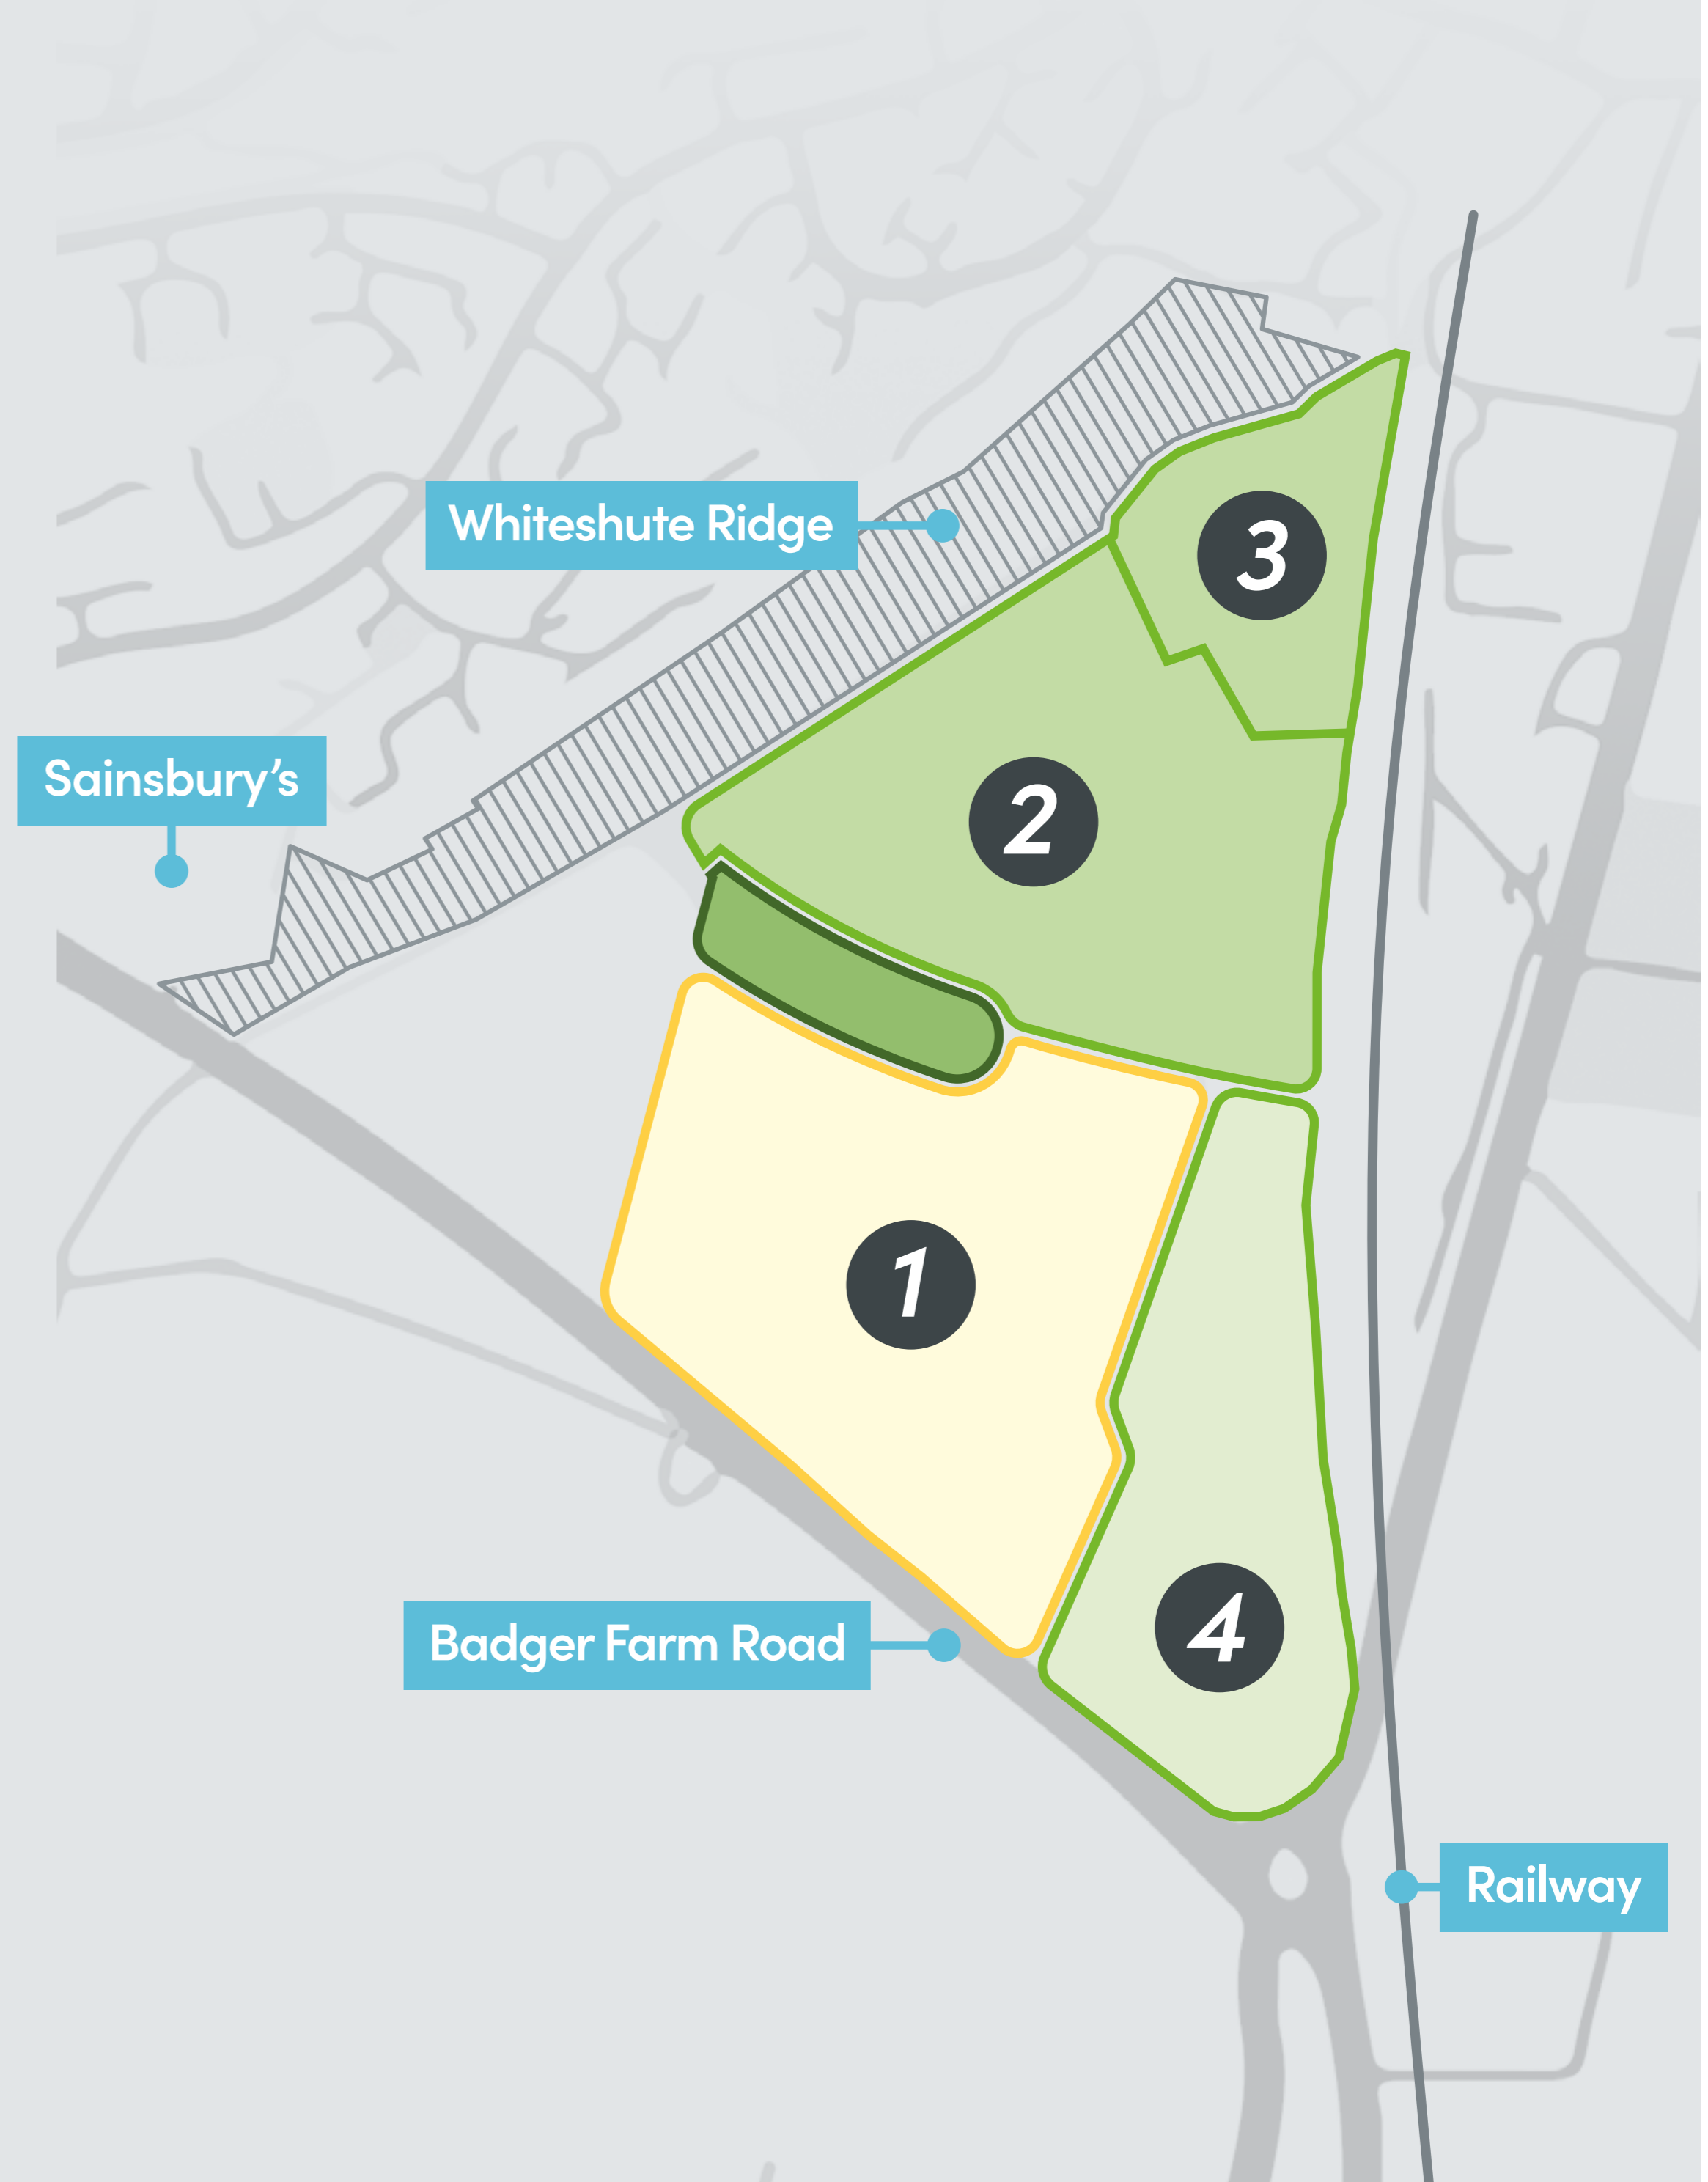 Whiteshute Ridge
3
Sainsbury’s
2
1
Badger Farm Road
4
Railway